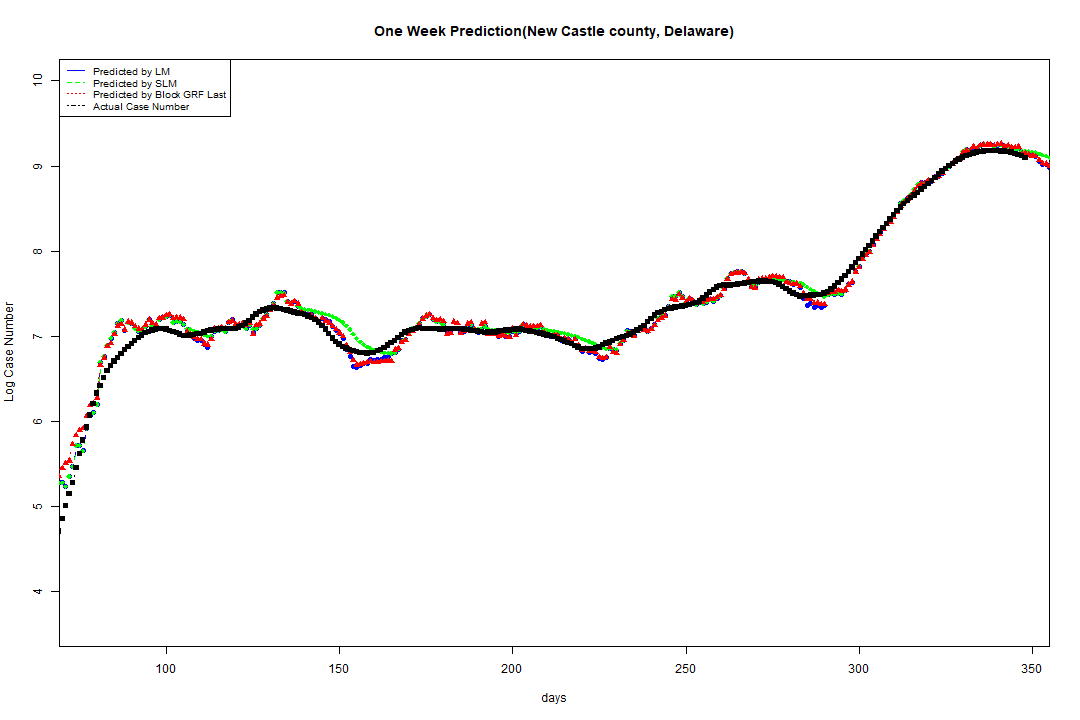 One Week Prediction(New Castle county, Delaware)
Predicted by LM
Predicted by SLM
Predicted by Block GRF Last
Actual Case Number
10
9
8
7
6
5
4
Log Case Number
100 150 200 250 300 350
days